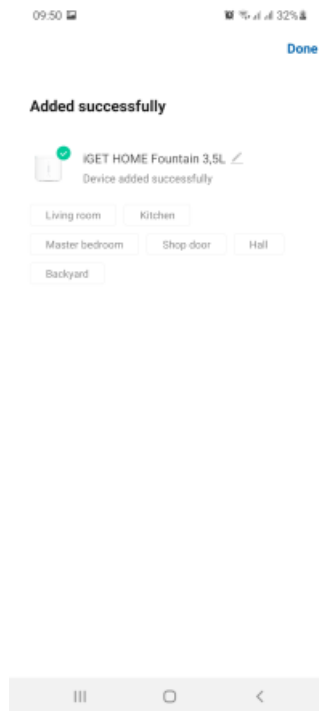 09:50 32%
Done
Added successfully
iGET HOME Fountain 3,5L
Device added successfully
Living room Kitchen
Master bedroom Shop door Hall
Backyard